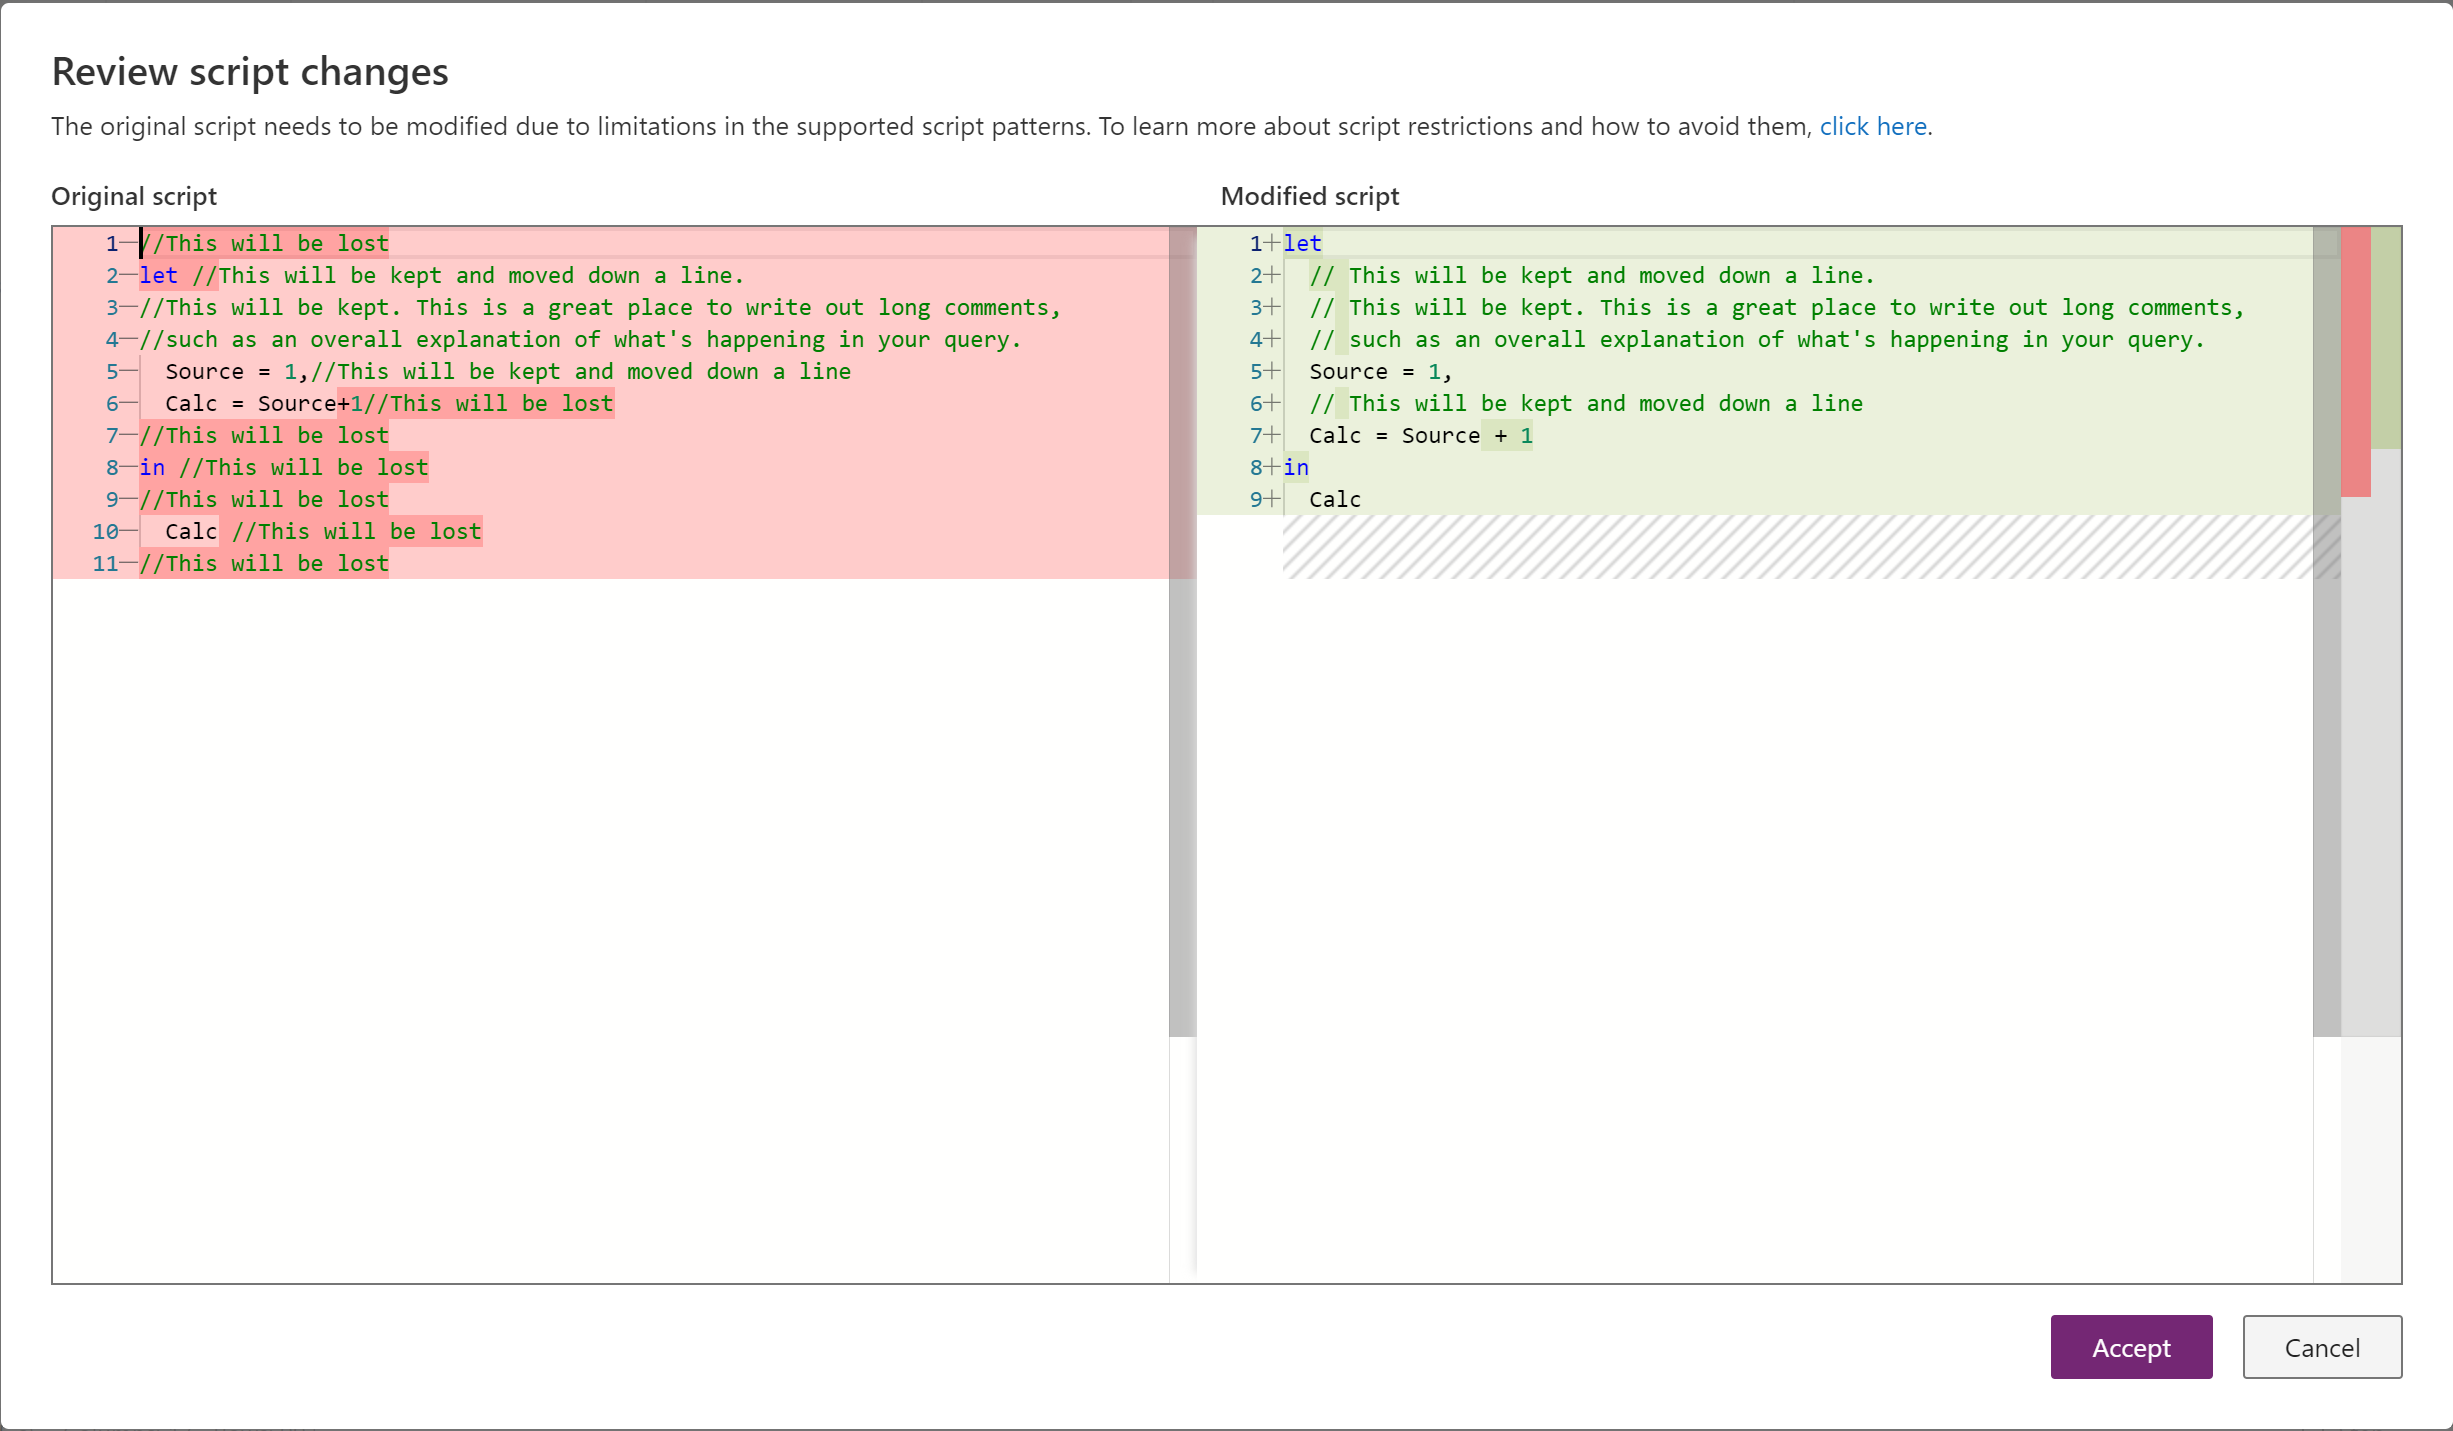 Review script changes
The original script needs to be modified due to limitations in the supported script patterns. To learn more about script restrictions and how to avoid them, click here.
Original script
1 //This will be lost
2 let //This will be kept and moved down a line.
3 //This will be kept. This is a great place to write out long comments,
4 //such as an overall explanation of what's happening in your query.
5   Source = 1,//This will be kept and moved down a line
6   Calc = Source+1//This will be lost
7 //This will be lost
8 in //This will be lost
9 //This will be lost
10   Calc //This will be lost
11 //This will be lost
Modified script
1 let
2   // This will be kept and moved down a line.
3   // This will be kept. This is a great place to write out long comments,
4   // such as an overall explanation of what's happening in your query.
5   Source = 1,
6   // This will be kept and moved down a line
7   Calc = Source + 1
8 in
9   Calc
Accept
Cancel